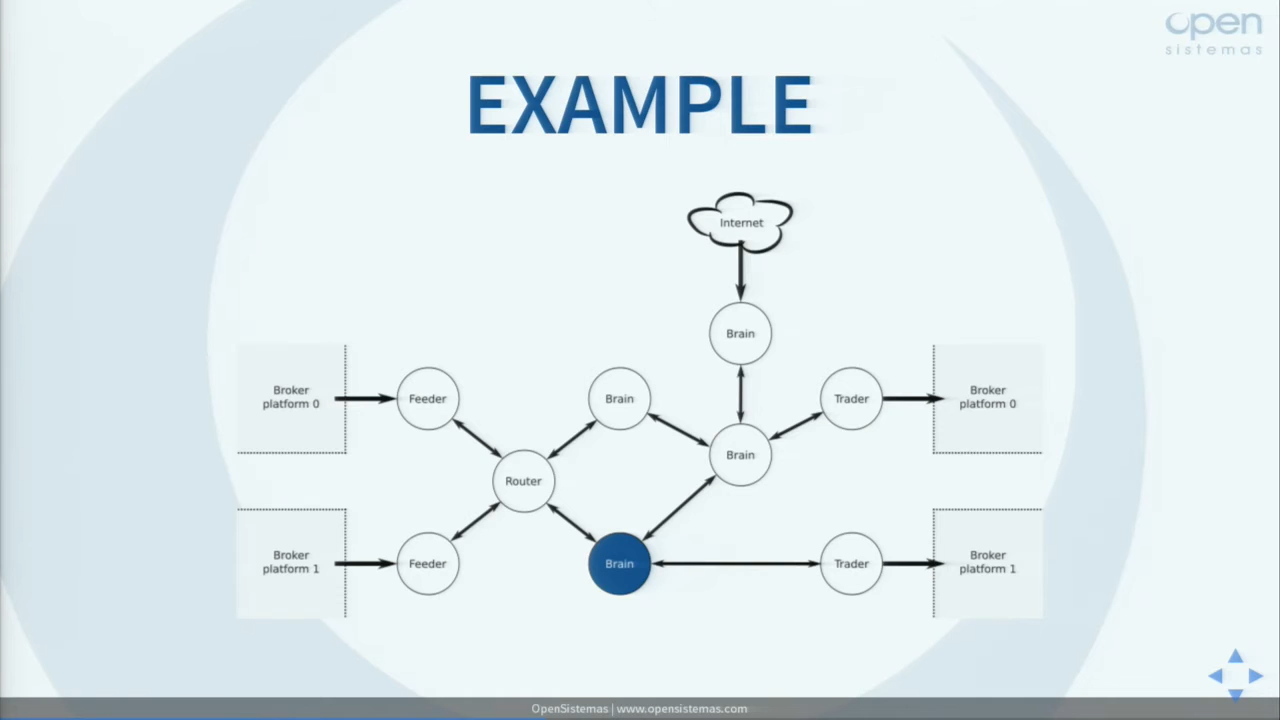 open
sistemas
EXAMPLE
Internet
Brain
Broker
platform 0
Feeder
Brain
Trader
Broker
platform 0
Brain
Router
Broker
platform 1
Feeder
Brain
Trader
Broker
platform 1
OpenSistemas | www.opensistemas.com